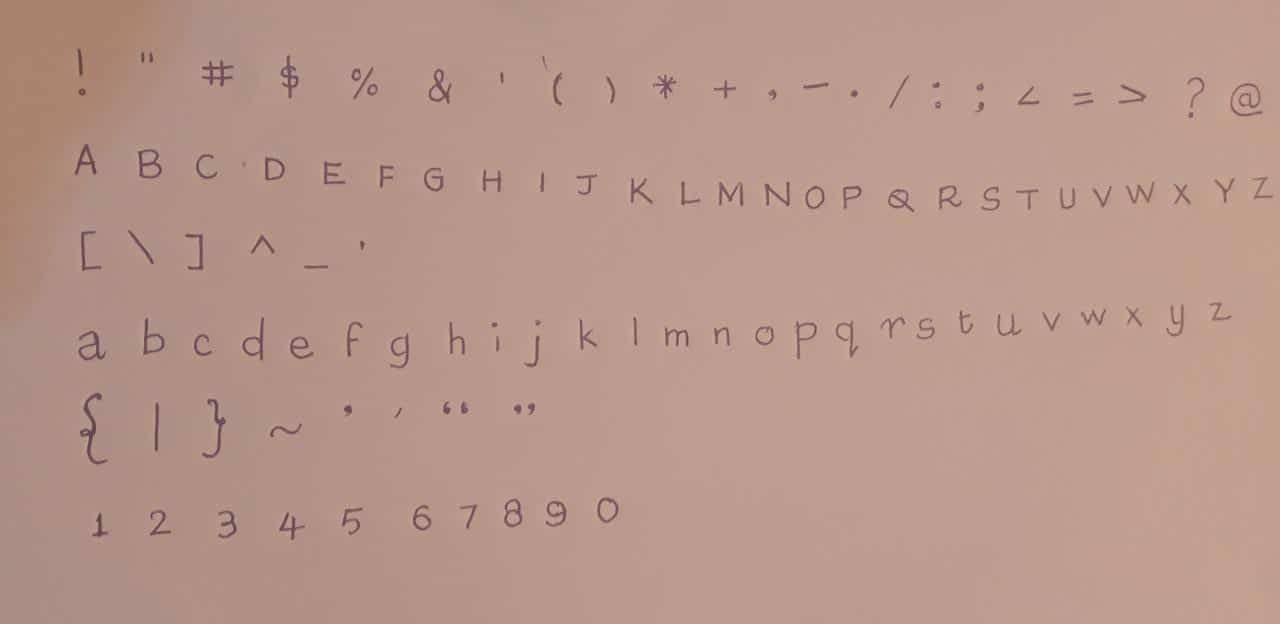 ! " # $ % & ' ( ) * + , - . / : ; < = > ? @
A B C D E F G H I J K L M N O P Q R S T U V W X Y Z
[ \ ] ^ _ '
a b c d e f g h i j k l m n o p q r s t u v w x y z
{ | } ~ ’ ′ “ ”
1 2 3 4 5 6 7 8 9 0